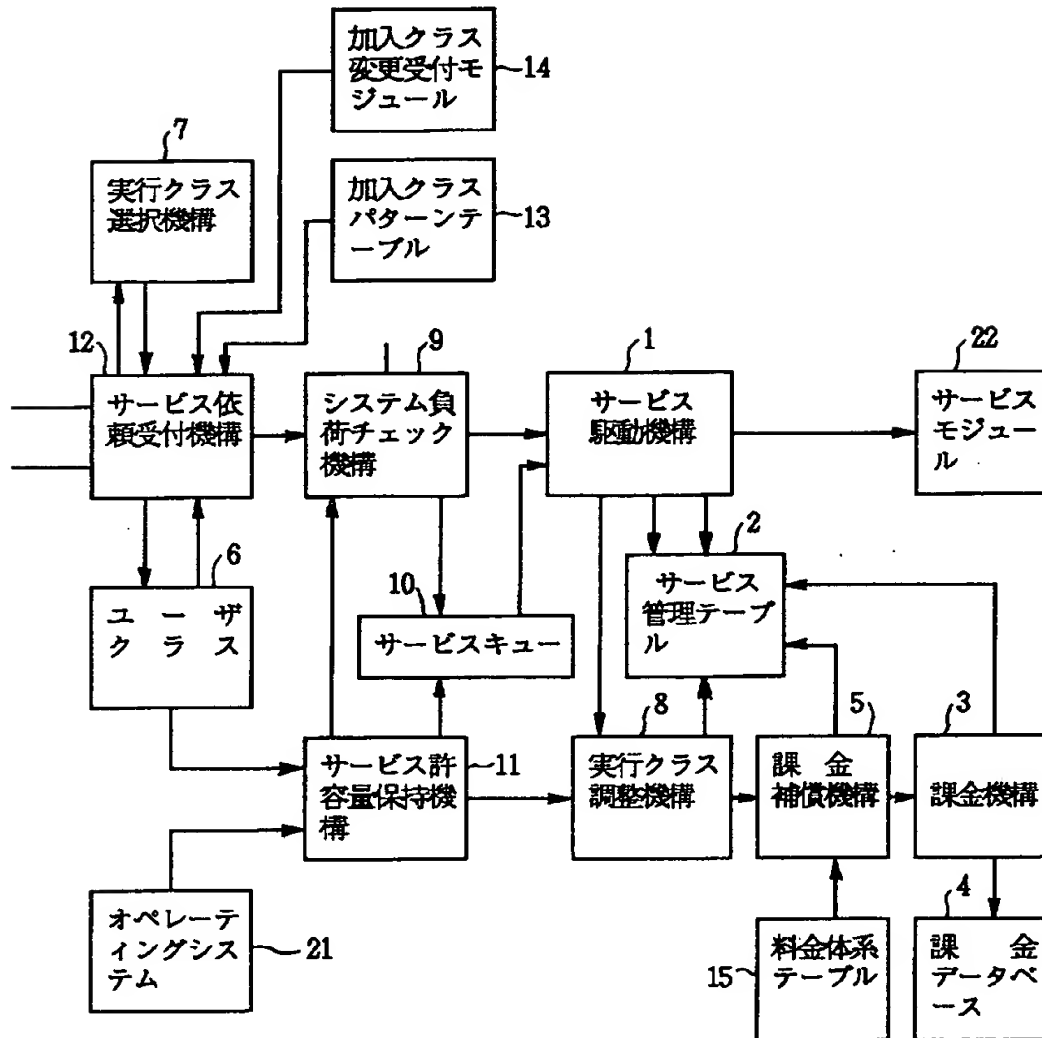 加入クラス
変更受付モ
ジュール
14
7
実行クラス
選択機構
加入クラス
パターンテ
ーブル
13
12
サービス依
頼受付機構
9
システム負
荷チェック
機構
1
サービス
駆動機構
22
サービス
モジュー
ル
6
ユーザ
クラス
10
サービスキュー
2
サービス
管理テーブ
ル
サービス許
容量保持機
構
11
8
実行クラス
調整機構
5
課金
補償機構
3
課金機構
オペレーテ
ィングシス
テム
21
15
料金体系
テーブル
4
課金
データベ
ース